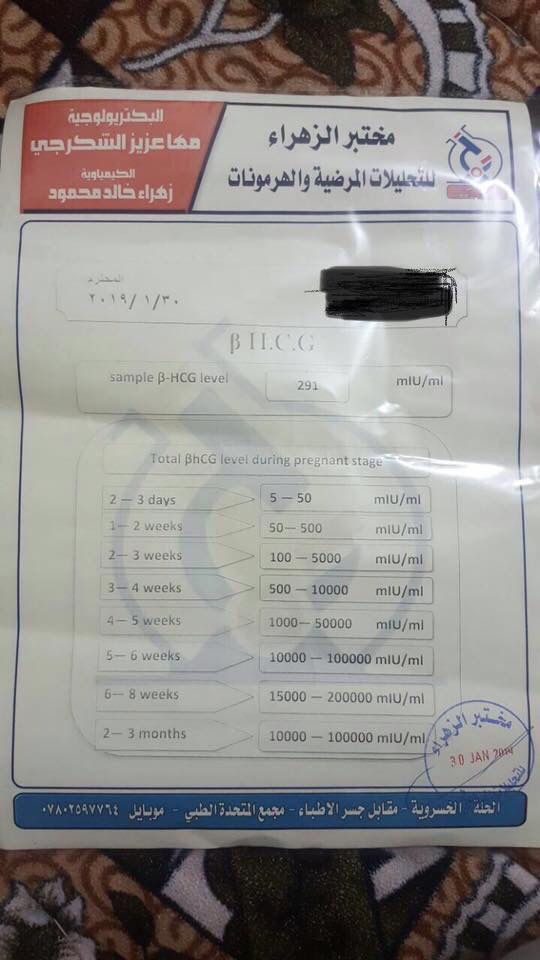 البكتريولوجية
مها عزيز الشكرجي
الكيمياوية
زهراء خالد محمود
مختبر الزهراء
للتحليلات المرضية والهرمونات
المحترم
٢٠١٩/ ١/٣٠
β H.C.G
sample β-HCG level 291 mIU/ml
Total βhCG level during pregnant stage
2 – 3 days 5 – 50 mIU/ml
1– 2 weeks 50– 500 mIU/ml
2– 3 weeks 100 – 5000 mIU/ml
3– 4 weeks 500 – 10000 mIU/ml
4– 5 weeks 1000– 50000 mIU/ml
5– 6 weeks 10000 – 100000 mIU/ml
6– 8 weeks 15000 – 200000 mIU/ml
2– 3 months 10000 – 100000 mIU/ml
مختبر الزهراء
30 JAN
الحلة - الخسروية - مقابل جسر الاطباء - مجمع المتحدة الطبي - موبايل ٠٧٨٠٢٥٩٧٧٦٤